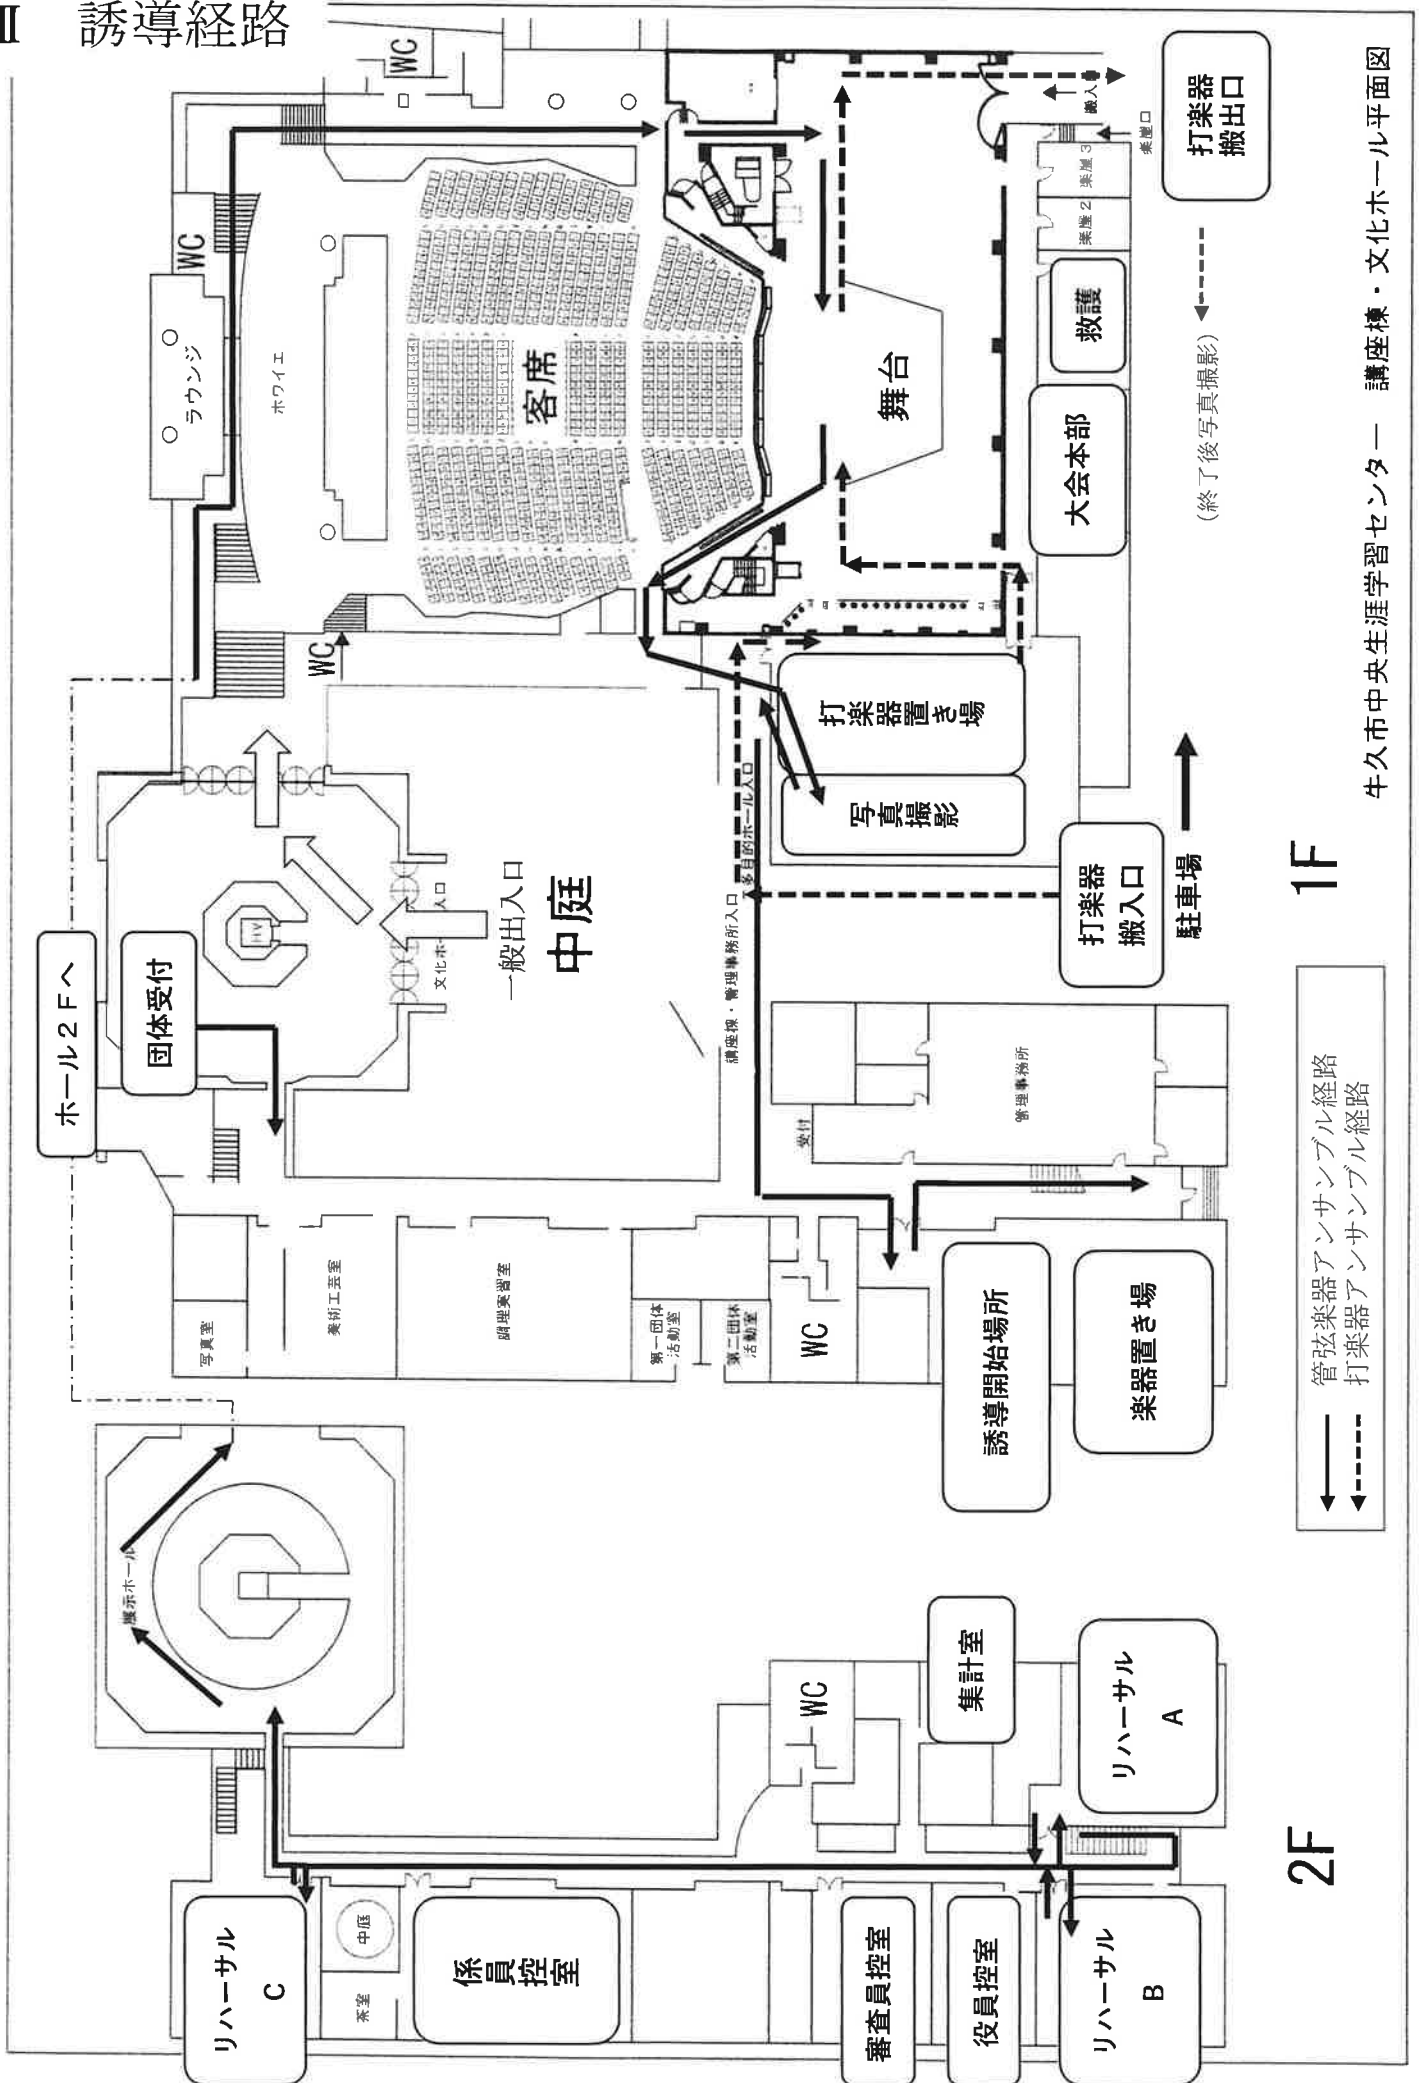 Ⅱ　誘導経路
WC
WC
ラウンジ
ホワイエ
客席
舞台
WC
搬入口
楽屋口
楽屋3
楽屋2
打楽器
搬出口
救護
大会本部
(終了後写真撮影)
牛久市中央生涯学習センター　講座棟・文化ホール平面図
打楽器置き場
写真撮影
多目的ホール入口
講座棟・管理事務所入口
打楽器
搬入口
駐車場
1F
ホール2Fへ
団体受付
一般出入口
中庭
受付
管理事務所
写真室
美術工芸室
調理実習室
第一団体
活動室
第二団体
活動室
WC
誘導開始場所
楽器置き場
管弦楽器アンサンブル経路
打楽器アンサンブル経路
展示ホール
WC
集計室
リハーサル
A
2F
リハーサル
C
中庭
茶室
係員控室
審査員控室
役員控室
リハーサル
B